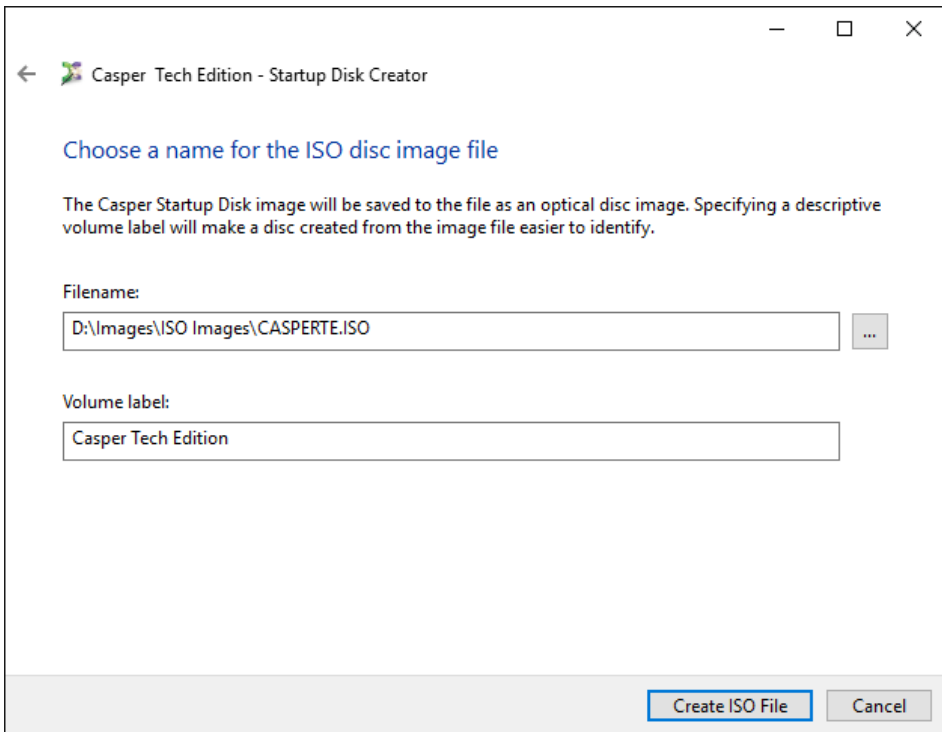 Casper Tech Edition - Startup Disk Creator
Choose a name for the ISO disc image file
The Casper Startup Disk image will be saved to the file as an optical disc image. Specifying a descriptive
volume label will make a disc created from the image file easier to identify.
Filename:
D:\Images\ISO Images\CASPERTE.ISO
...
Volume label:
Casper Tech Edition
Create ISO File
Cancel